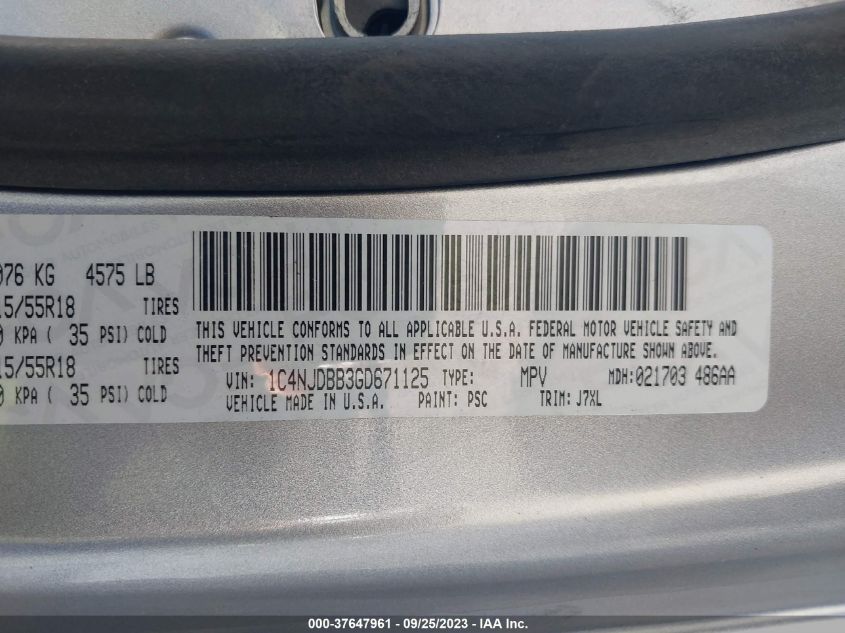 076 KG 4575 LB
15/55R18 TIRES
0 KPA ( 35 PSI) COLD
15/55R18 TIRES
0 KPA ( 35 PSI) COLD
THIS VEHICLE CONFORMS TO ALL APPLICABLE U.S.A. FEDERAL MOTOR VEHICLE SAFETY AND
THEFT PREVENTION STANDARDS IN EFFECT ON THE DATE OF MANUFACTURE SHOWN ABOVE.
VIN: 1C4NJDBB3GD671125 TYPE: MPV MDH:021703 486AA
VEHICLE MADE IN U.S.A. PAINT: PSC TRIM: J7XL
000-37647961 / 09/25/2023 / IAA Inc.